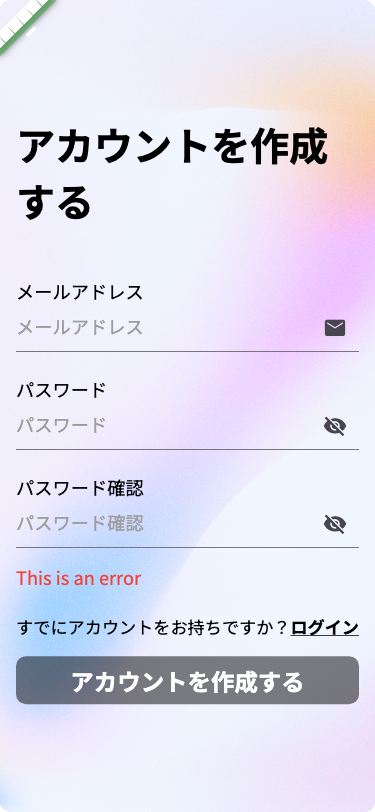 アカウントを作成
する
メールアドレス
メールアドレス
パスワード
パスワード
パスワード確認
パスワード確認
This is an error
すでにアカウントをお持ちですか？ログイン
アカウントを作成する